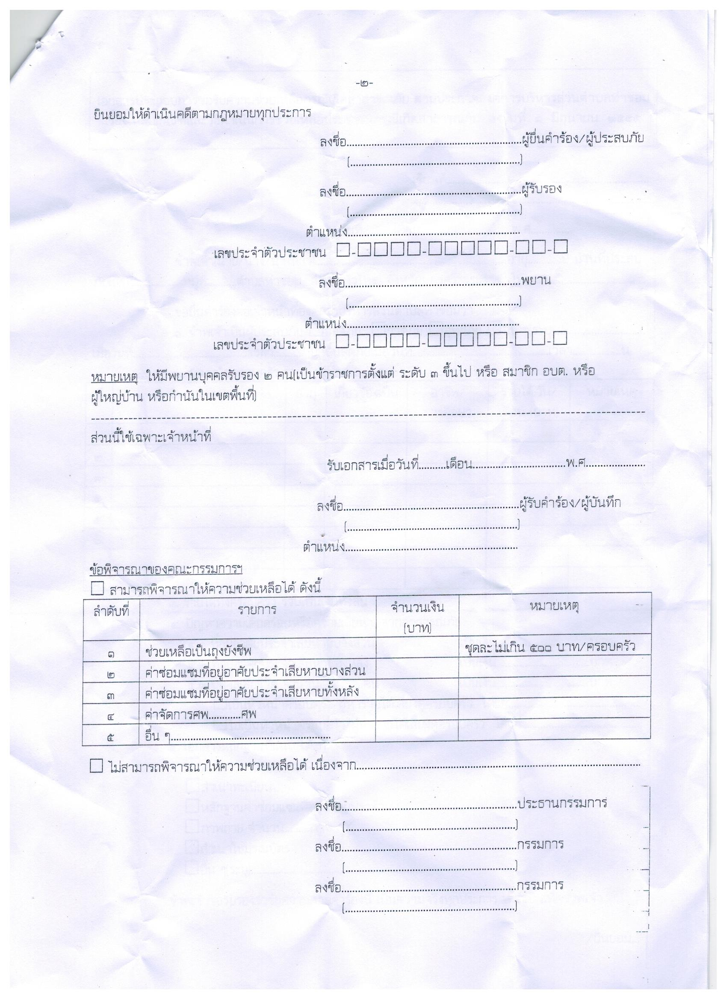 -๒-
ยินยอมให้ดำเนินคดีตามกฎหมายทุกประการ
ลงชื่อ..................................................................ผู้ยื่นคำร้อง/ผู้ประสบภัย
(................................................................)
ลงชื่อ..................................................................ผู้รับรอง
(................................................................)
ตำแหน่ง................................................................
เลขประจำตัวประชาชน ☐-☐☐☐☐-☐☐☐☐☐-☐☐-☐
ลงชื่อ..................................................................พยาน
(................................................................)
ตำแหน่ง................................................................
เลขประจำตัวประชาชน ☐-☐☐☐☐-☐☐☐☐☐-☐☐-☐
หมายเหตุ ให้มีพยานบุคคลรับรอง ๒ คน(เป็นข้าราชการตั้งแต่ ระดับ ๓ ขึ้นไป หรือ สมาชิก อบต. หรือ
ผู้ใหญ่บ้าน หรือกำนันในเขตพื้นที่)
--------------------------------------------------------------------------------
ส่วนนี้ใช้เฉพาะเจ้าหน้าที่
รับเอกสารเมื่อวันที่..........เดือน...................................พ.ศ......................
ลงชื่อ..................................................................ผู้รับคำร้อง/ผู้บันทึก
(................................................................)
ตำแหน่ง................................................................
ข้อพิจารณาของคณะกรรมการฯ
☐ สามารถพิจารณาให้ความช่วยเหลือได้ ดังนี้
ลำดับที่ รายการ จำนวนเงิน หมายเหตุ
(บาท)
๑ ช่วยเหลือเป็นถุงยังชีพ ชุดละไม่เกิน ๕๐๐ บาท/ครอบครัว
๒ ค่าซ่อมแซมที่อยู่อาศัยประจำเสียหายบางส่วน
๓ ค่าซ่อมแซมที่อยู่อาศัยประจำเสียหายทั้งหลัง
๔ ค่าจัดการศพ............ศพ
๕ อื่น ๆ............................................................
☐ ไม่สามารถพิจารณาให้ความช่วยเหลือได้ เนื่องจาก..........................................................................................
ลงชื่อ..................................................................ประธานกรรมการ
(................................................................)
ลงชื่อ..................................................................กรรมการ
(................................................................)
ลงชื่อ..................................................................กรรมการ
(................................................................)